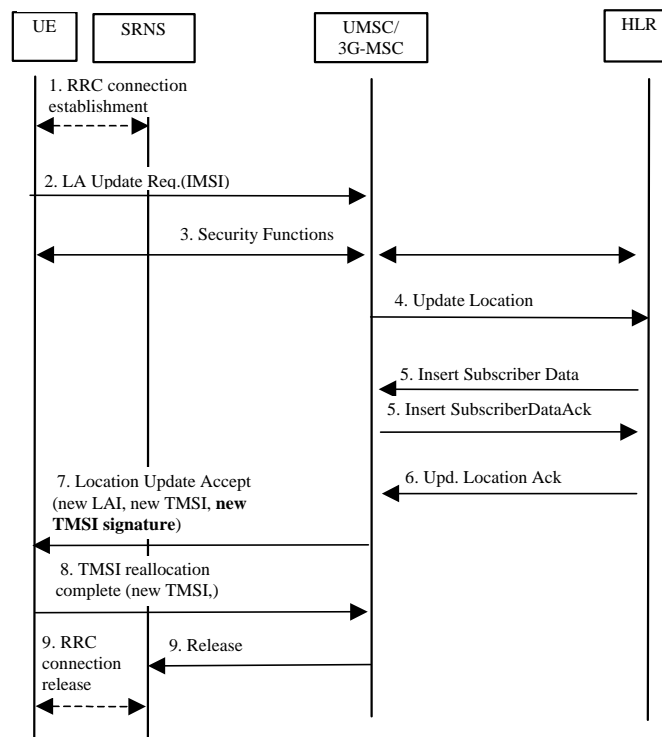 UE
SRNS
UMSC/
3G-MSC
HLR
1. RRC connection
establishment
2. LA Update Req.(IMSI)
3. Security Functions
4. Update Location
5. Insert Subscriber Data
5. Insert SubscriberDataAck
6. Upd. Location Ack
7. Location Update Accept
(new LAI, new TMSI, new
TMSI signature)
8. TMSI reallocation
complete (new TMSI,)
9. RRC
connection
release
9. Release